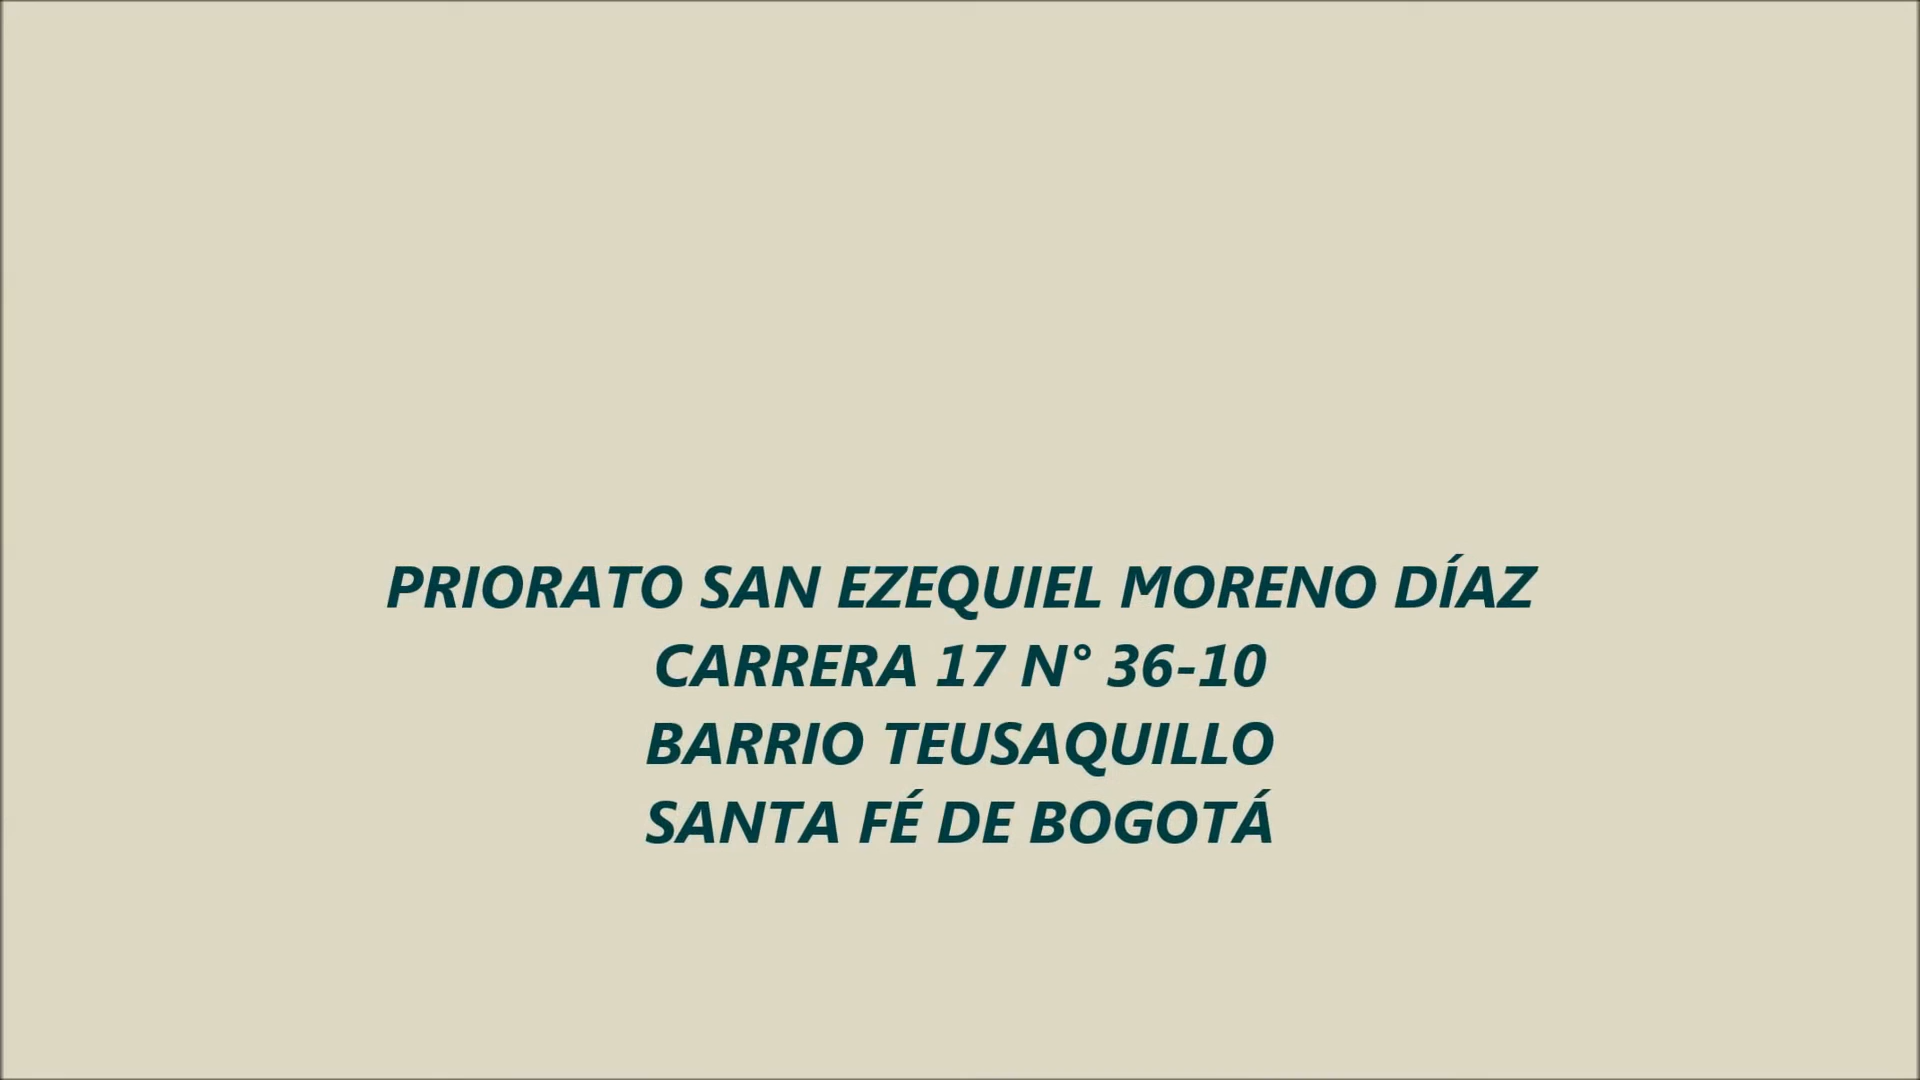 PRIORATO SAN EZEQUIEL MORENO DÍAZ
CARRERA 17 N° 36-10
BARRIO TEUSAQUILLO
SANTA FÉ DE BOGOTÁ